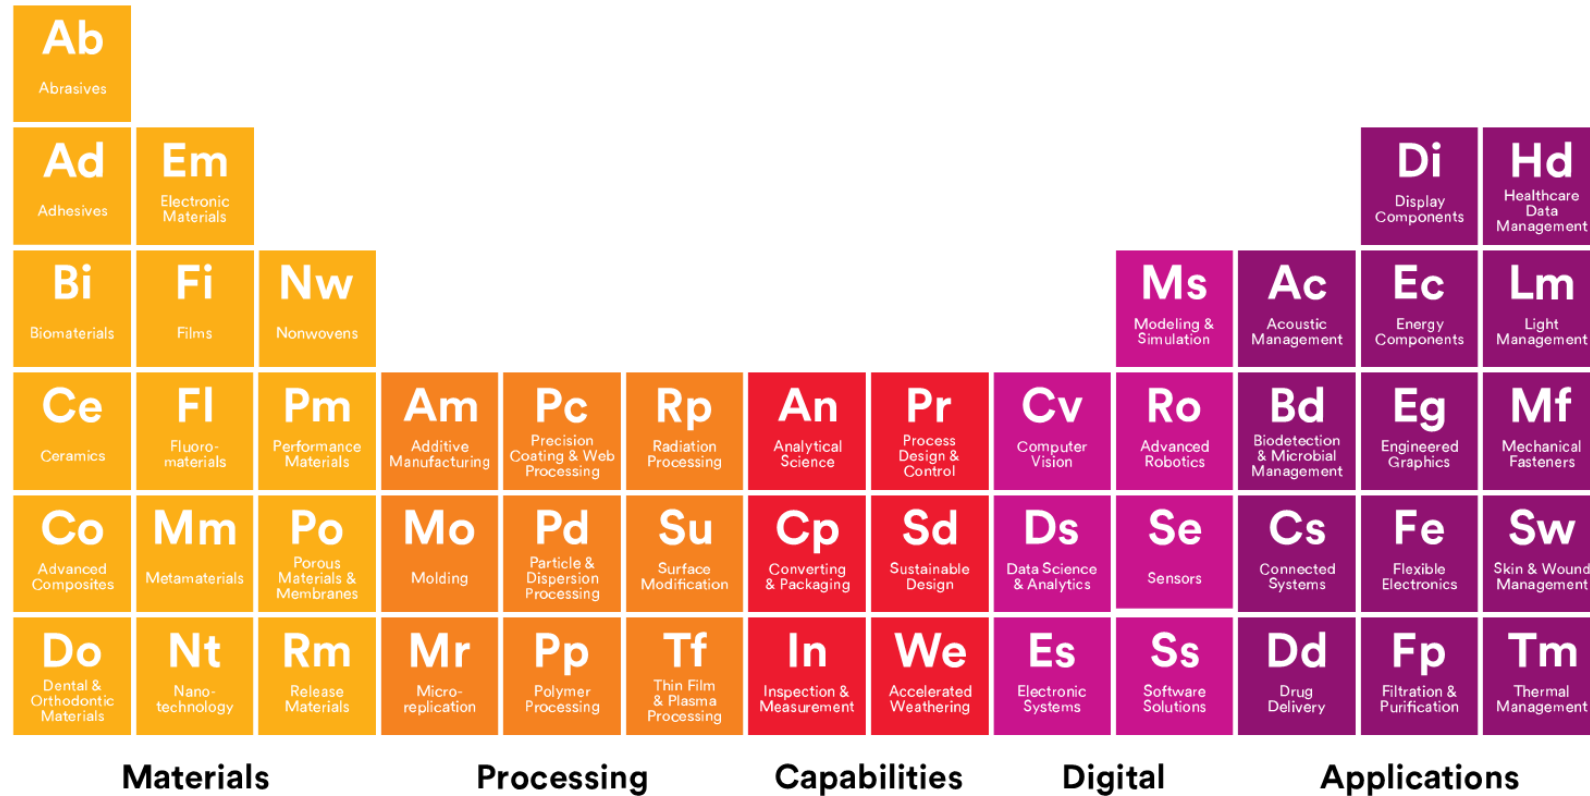 Ab
Abrasives
Ad
Adhesives
Em
Electronic
Materials
Di
Display
Components
Hd
Healthcare
Data
Management
Bi
Biomaterials
Fi
Films
Nw
Nonwovens
Ms
Modeling &
Simulation
Ac
Acoustic
Management
Ec
Energy
Components
Lm
Light
Management
Ce
Ceramics
Fl
Fluoro-
materials
Pm
Performance
Materials
Am
Additive
Manufacturing
Pc
Precision
Coating & Web
Processing
Rp
Radiation
Processing
An
Analytical
Science
Pr
Process
Design &
Control
Cv
Computer
Vision
Ro
Advanced
Robotics
Bd
Biodetection
& Microbial
Management
Eg
Engineered
Graphics
Mf
Mechanical
Fasteners
Co
Advanced
Composites
Mm
Metamaterials
Po
Porous
Materials &
Membranes
Mo
Molding
Pd
Particle &
Dispersion
Processing
Su
Surface
Modification
Cp
Converting
& Packaging
Sd
Sustainable
Design
Ds
Data Science
& Analytics
Se
Sensors
Cs
Connected
Systems
Fe
Flexible
Electronics
Sw
Skin & Wound
Management
Do
Dental &
Orthodontic
Materials
Nt
Nano-
technology
Rm
Release
Materials
Mr
Micro-
replication
Pp
Polymer
Processing
Tf
Thin Film
& Plasma
Processing
In
Inspection &
Measurement
We
Accelerated
Weathering
Es
Electronic
Systems
Ss
Software
Solutions
Dd
Drug
Delivery
Fp
Filtration &
Purification
Tm
Thermal
Management
Materials
Processing
Capabilities
Digital
Applications